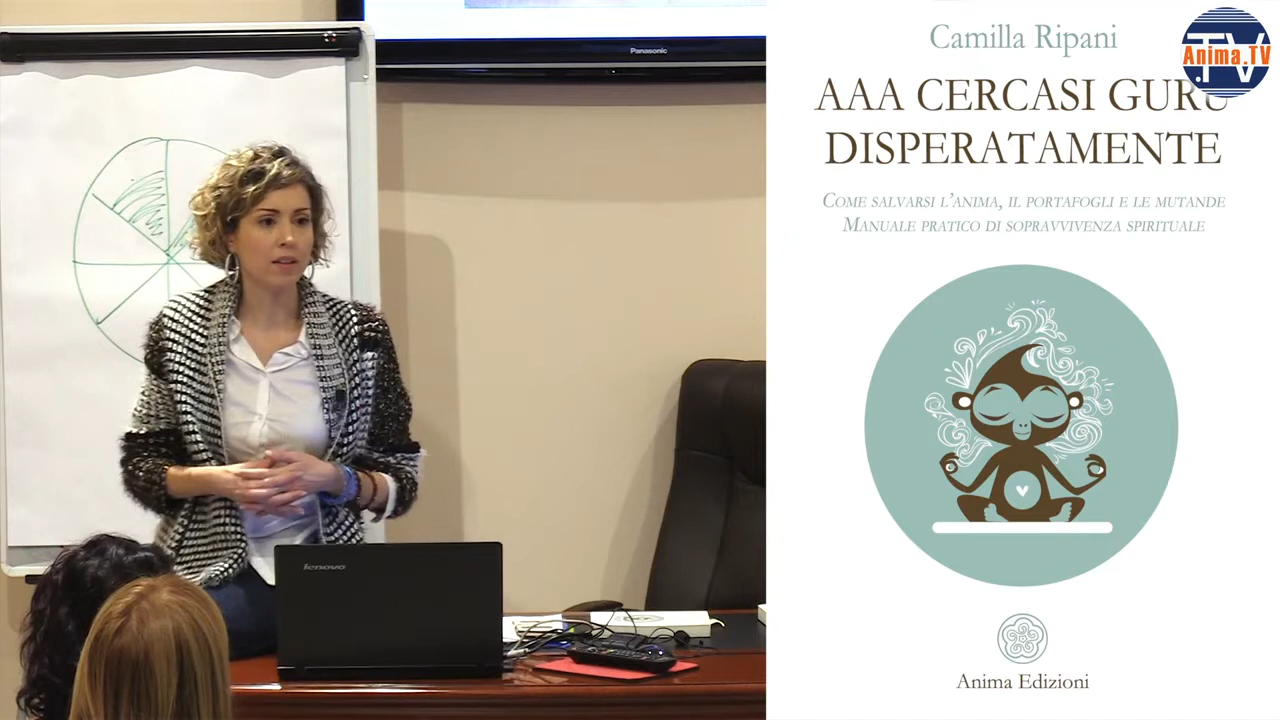 Panasonic
lenovo
Camilla Ripani
AAA CERCASI GURU
DISPERATAMENTE
COME SALVARSI L'ANIMA, IL PORTAFOGLI E LE MUTANDE
MANUALE PRATICO DI SOPRAVVIVENZA SPIRITUALE
Anima Edizioni
Anima.TV
TV